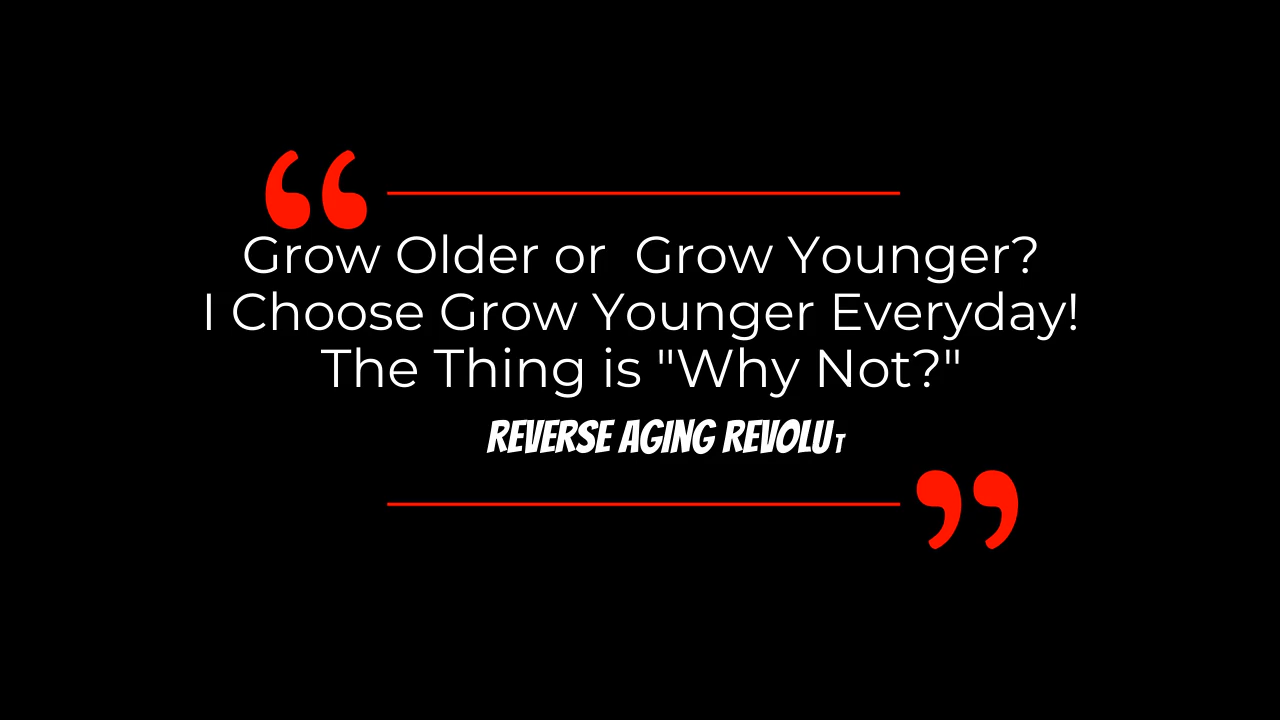 Grow Older or  Grow Younger?
I Choose Grow Younger Everyday!
The Thing is "Why Not?"
REVERSE AGING REVOLUT